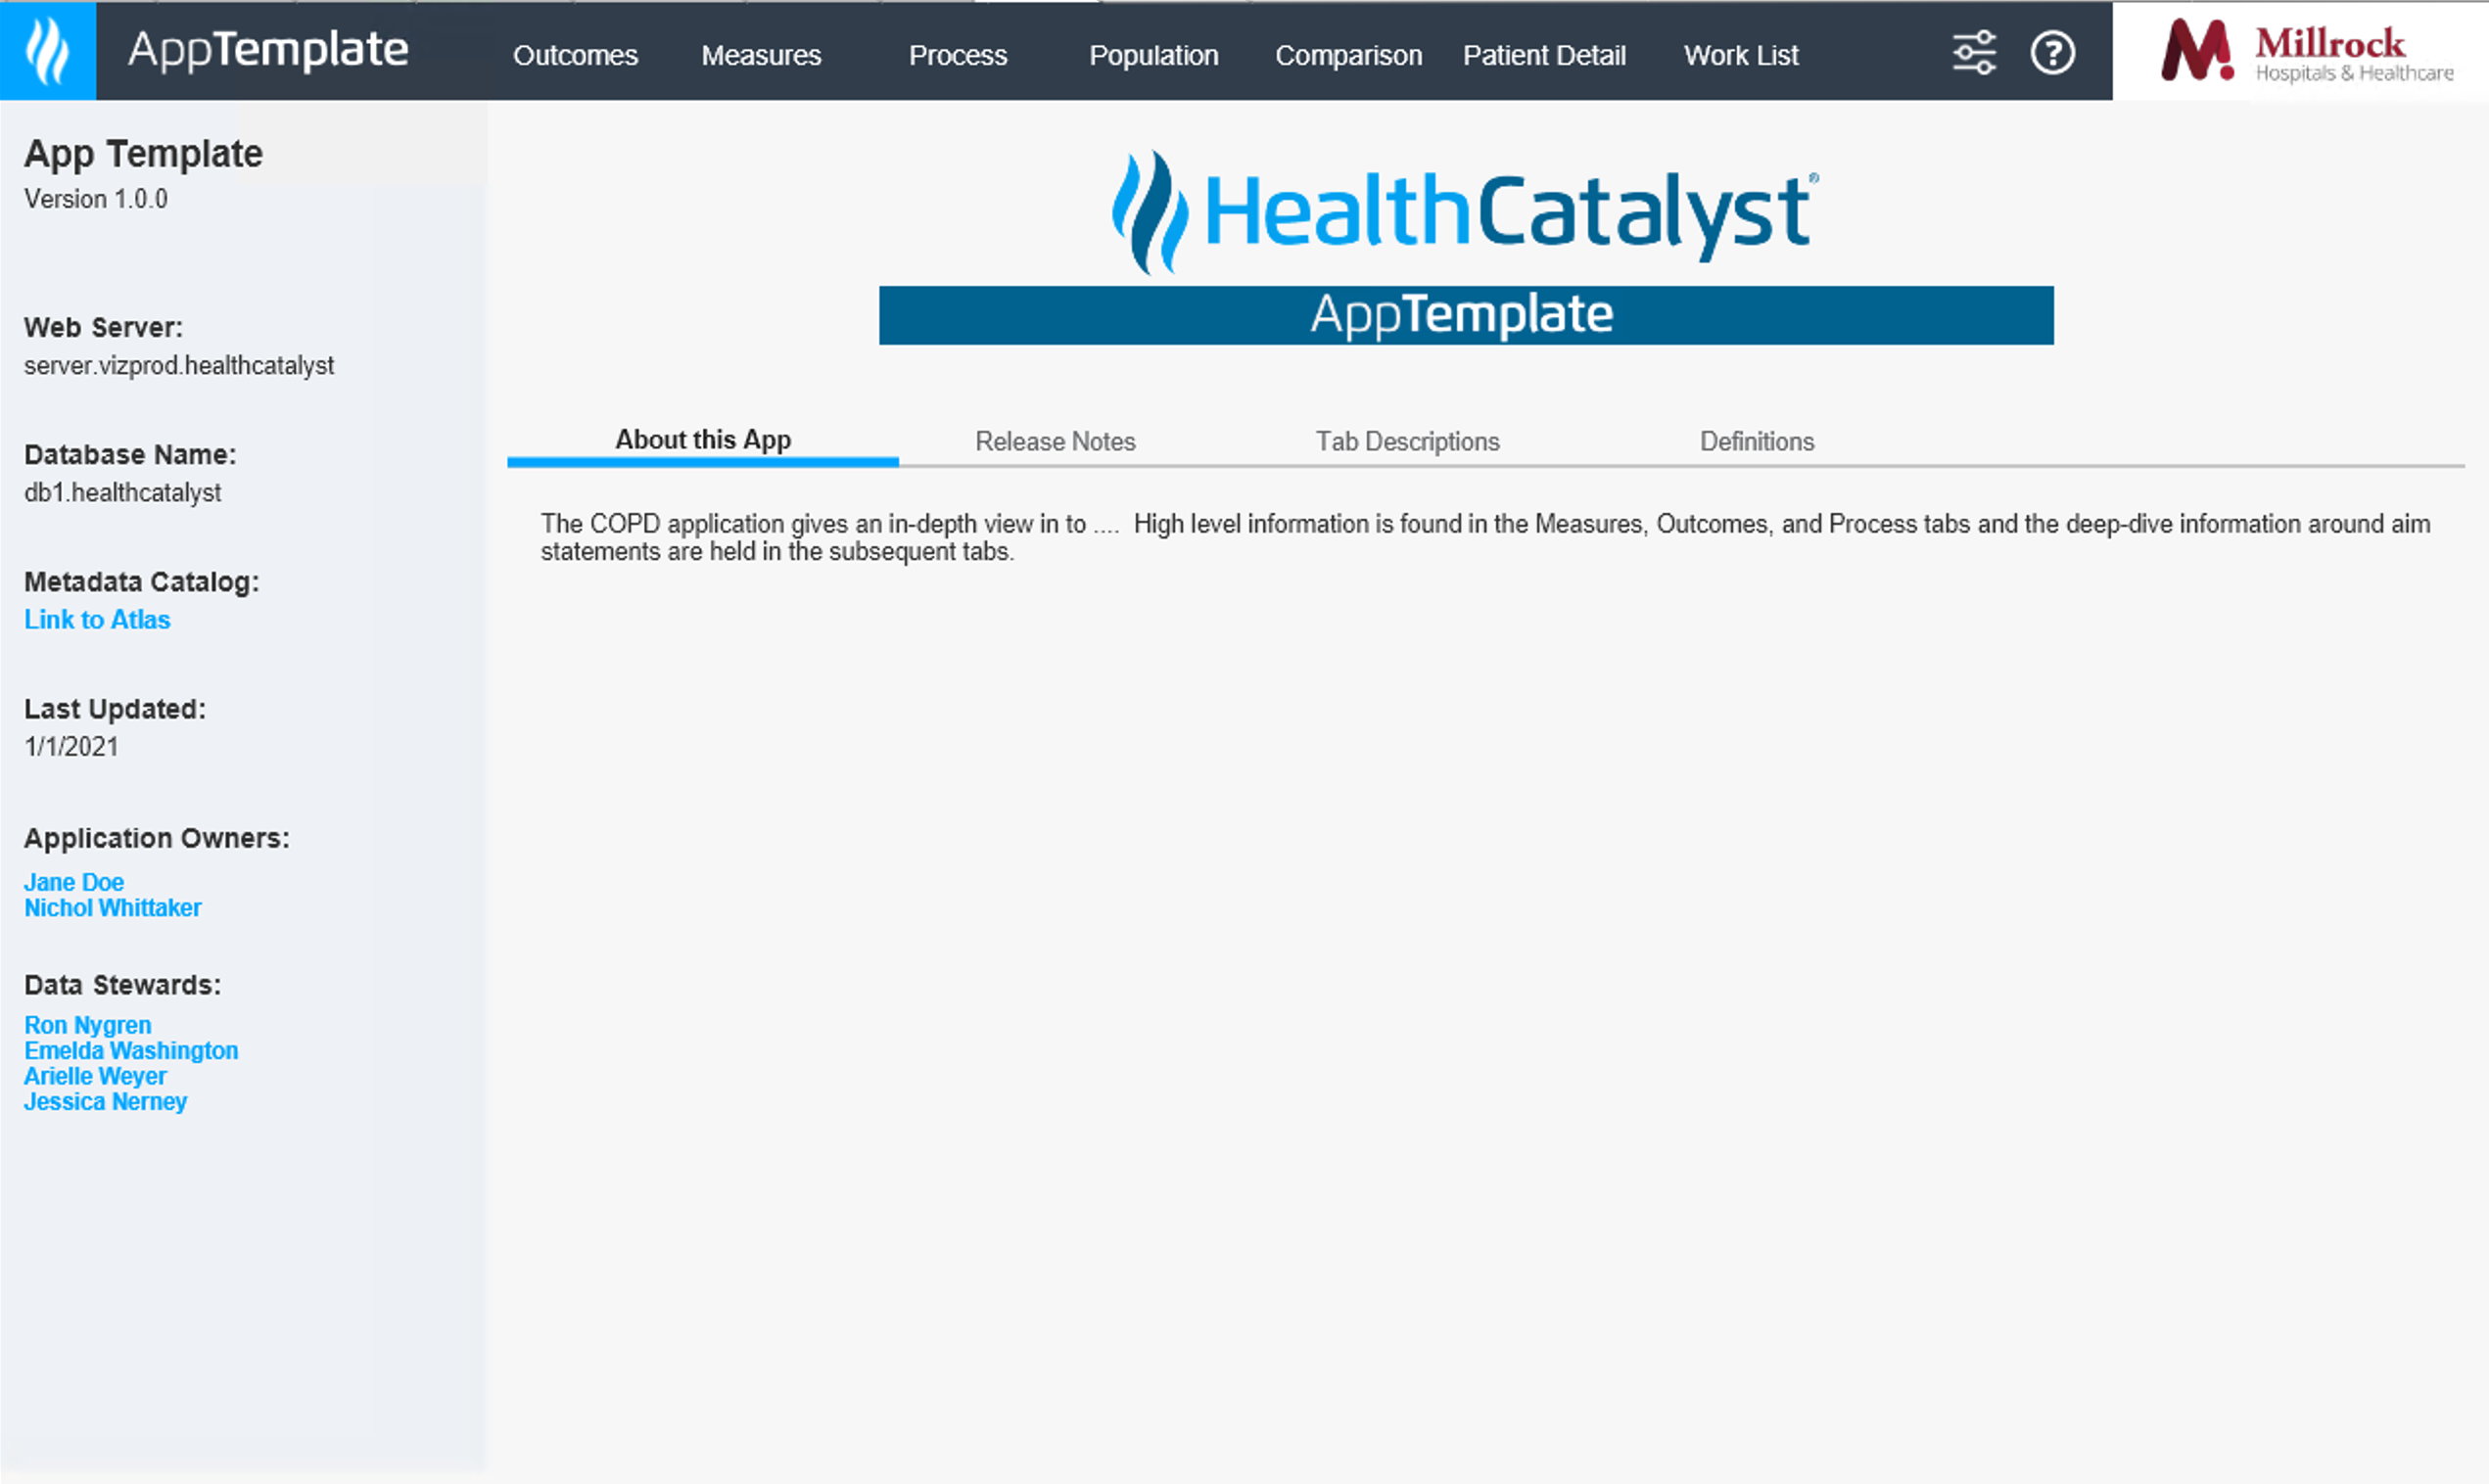 AppTemplate
Outcomes
Measures
Process
Population
Comparison
Patient Detail
Work List
?
Millrock
Hospitals & Healthcare
App Template
Version 1.0.0
Web Server:
server.vizprod.healthcatalyst
Database Name:
db1.healthcatalyst
Metadata Catalog:
Link to Atlas
Last Updated:
1/1/2021
Application Owners:
Jane Doe
Nichol Whittaker
Data Stewards:
Ron Nygren
Emelda Washington
Arielle Weyer
Jessica Nerney
HealthCatalyst®
AppTemplate
About this App
Release Notes
Tab Descriptions
Definitions
The COPD application gives an in-depth view in to .... High level information is found in the Measures, Outcomes, and Process tabs and the deep-dive information around aim
statements are held in the subsequent tabs.